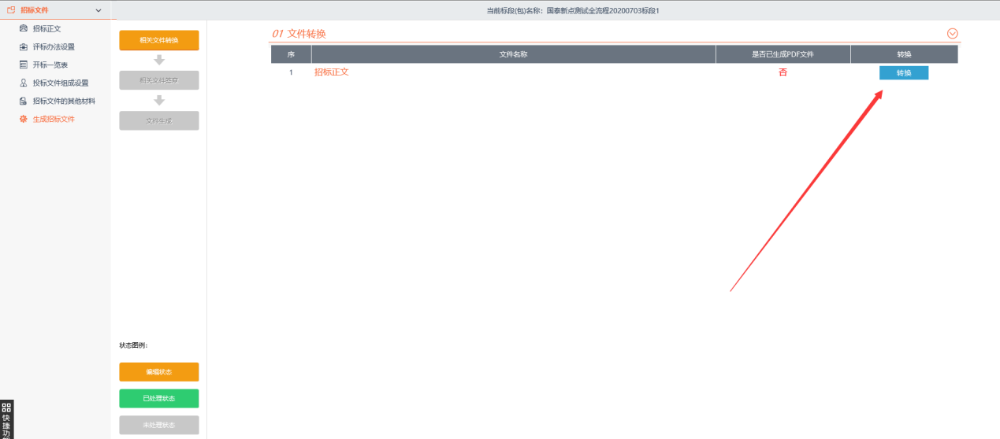 招标文件
当前标段(包)名称：国泰新点测试全流程20200703标段1
招标正文
评标办法设置
开标一览表
投标文件组成设置
招标文件的其他材料
生成招标文件
相关文件转换
相关文件签章
文件生成
状态图例：
编辑状态
已处理状态
未处理状态
快捷功
01 文件转换
序 文件名称 是否已生成PDF文件 转换
1 招标正文 否 转换